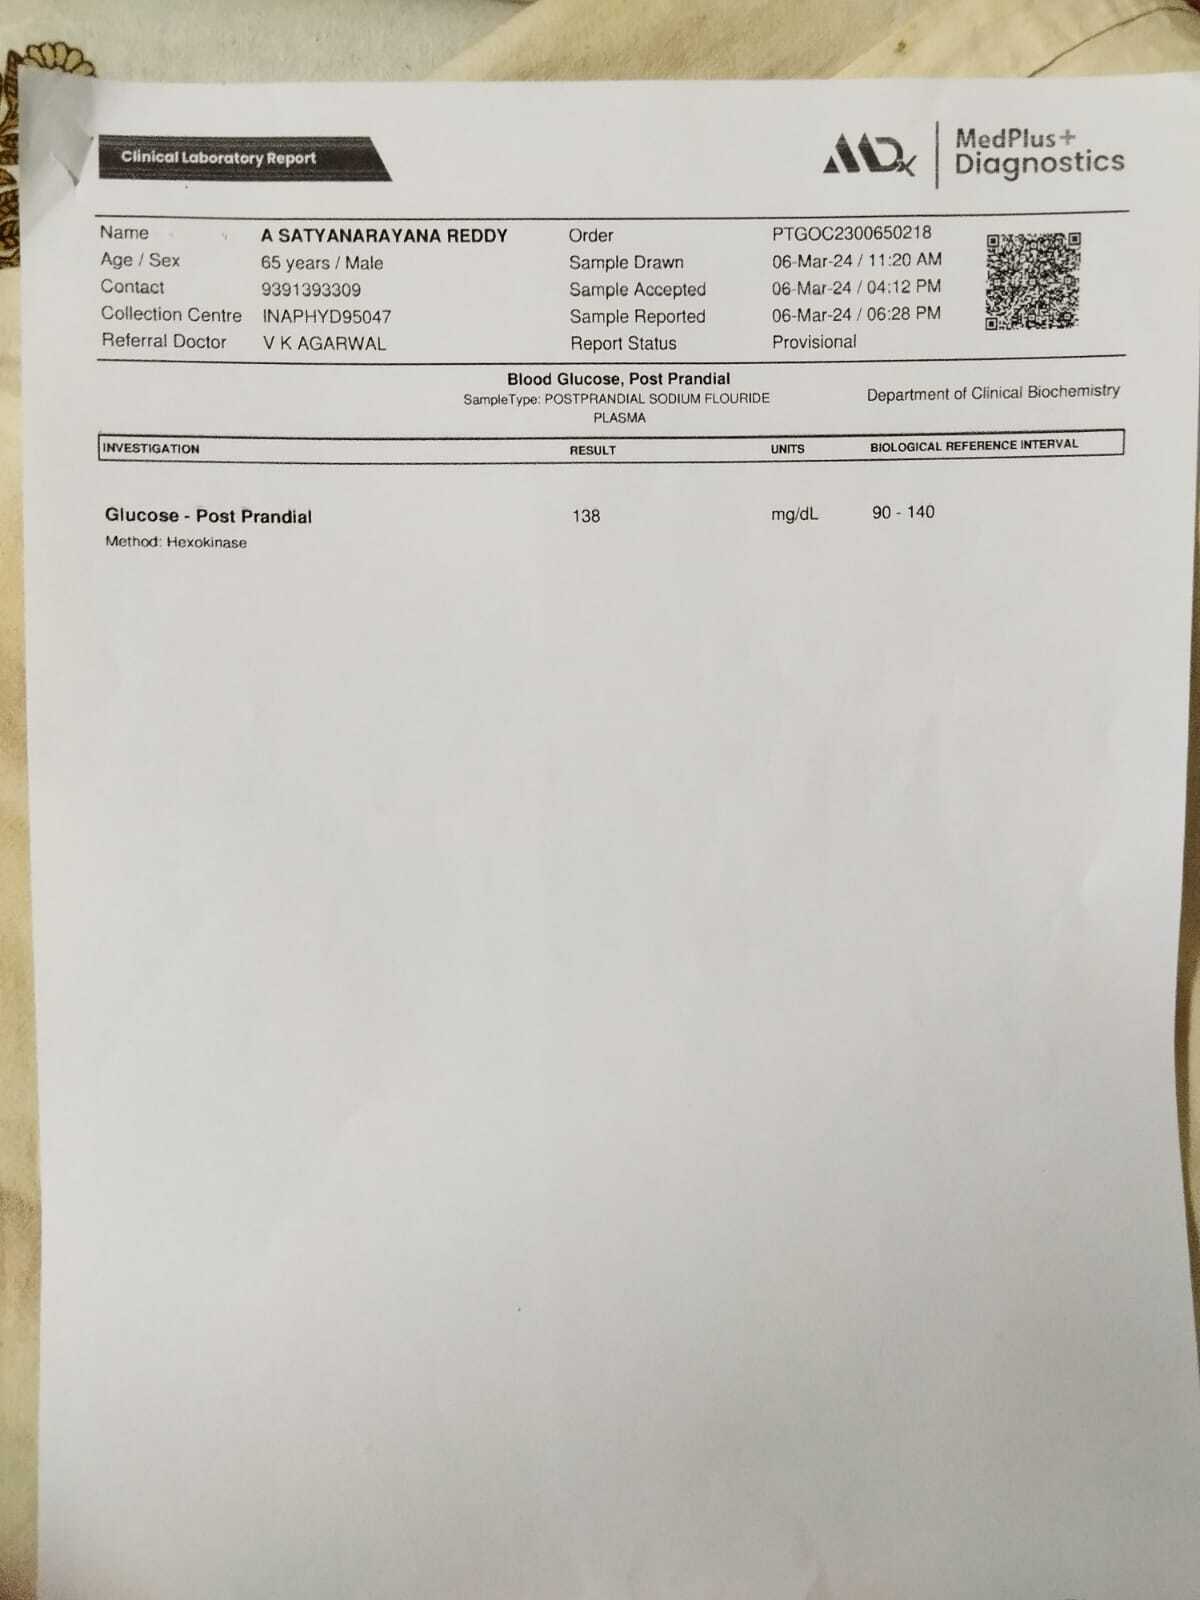 Clinical Laboratory Report
MDx MedPlus+
Diagnostics
Name A SATYANARAYANA REDDY Order PTGOC2300650218
Age / Sex 65 years / Male Sample Drawn 06-Mar-24 / 11:20 AM
Contact 9391393309 Sample Accepted 06-Mar-24 / 04:12 PM
Collection Centre INAPHYD95047 Sample Reported 06-Mar-24 / 06:28 PM
Referral Doctor V K AGARWAL Report Status Provisional
Blood Glucose, Post Prandial
SampleType: POSTPRANDIAL SODIUM FLOURIDE Department of Clinical Biochemistry
PLASMA
INVESTIGATION RESULT UNITS BIOLOGICAL REFERENCE INTERVAL
Glucose - Post Prandial 138 mg/dL 90 - 140
Method: Hexokinase